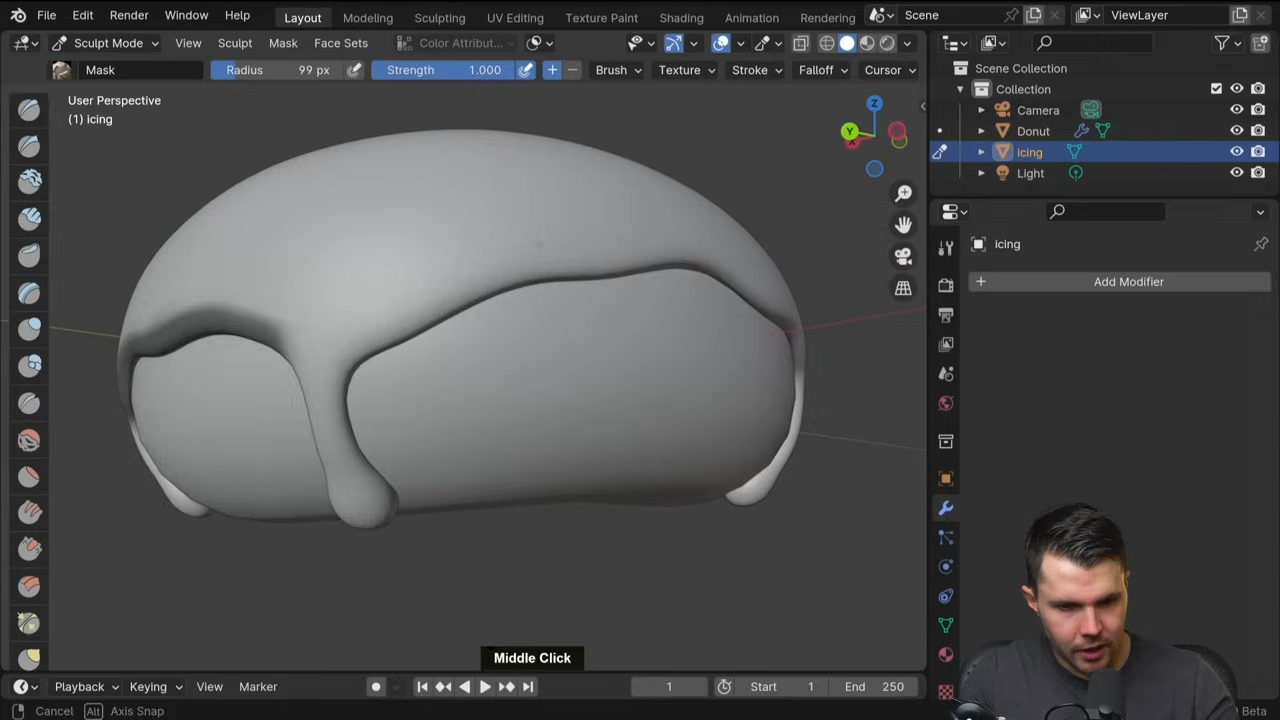 File Edit Render Window Help Layout Modeling Sculpting UV Editing Texture Paint Shading Animation Rendering Scene ViewLayer
Sculpt Mode View Sculpt Mask Face Sets Color Attribut...
Mask Radius 99 px Strength 1.000 Brush Texture Stroke Falloff Cursor
User Perspective
(1) icing
Z
Y
X
Scene Collection
Collection
Camera
Donut
icing
Light
icing
Add Modifier
Middle Click
Playback Keying View Marker 1 Start 1 End 250
Cancel Alt Axis Snap Beta